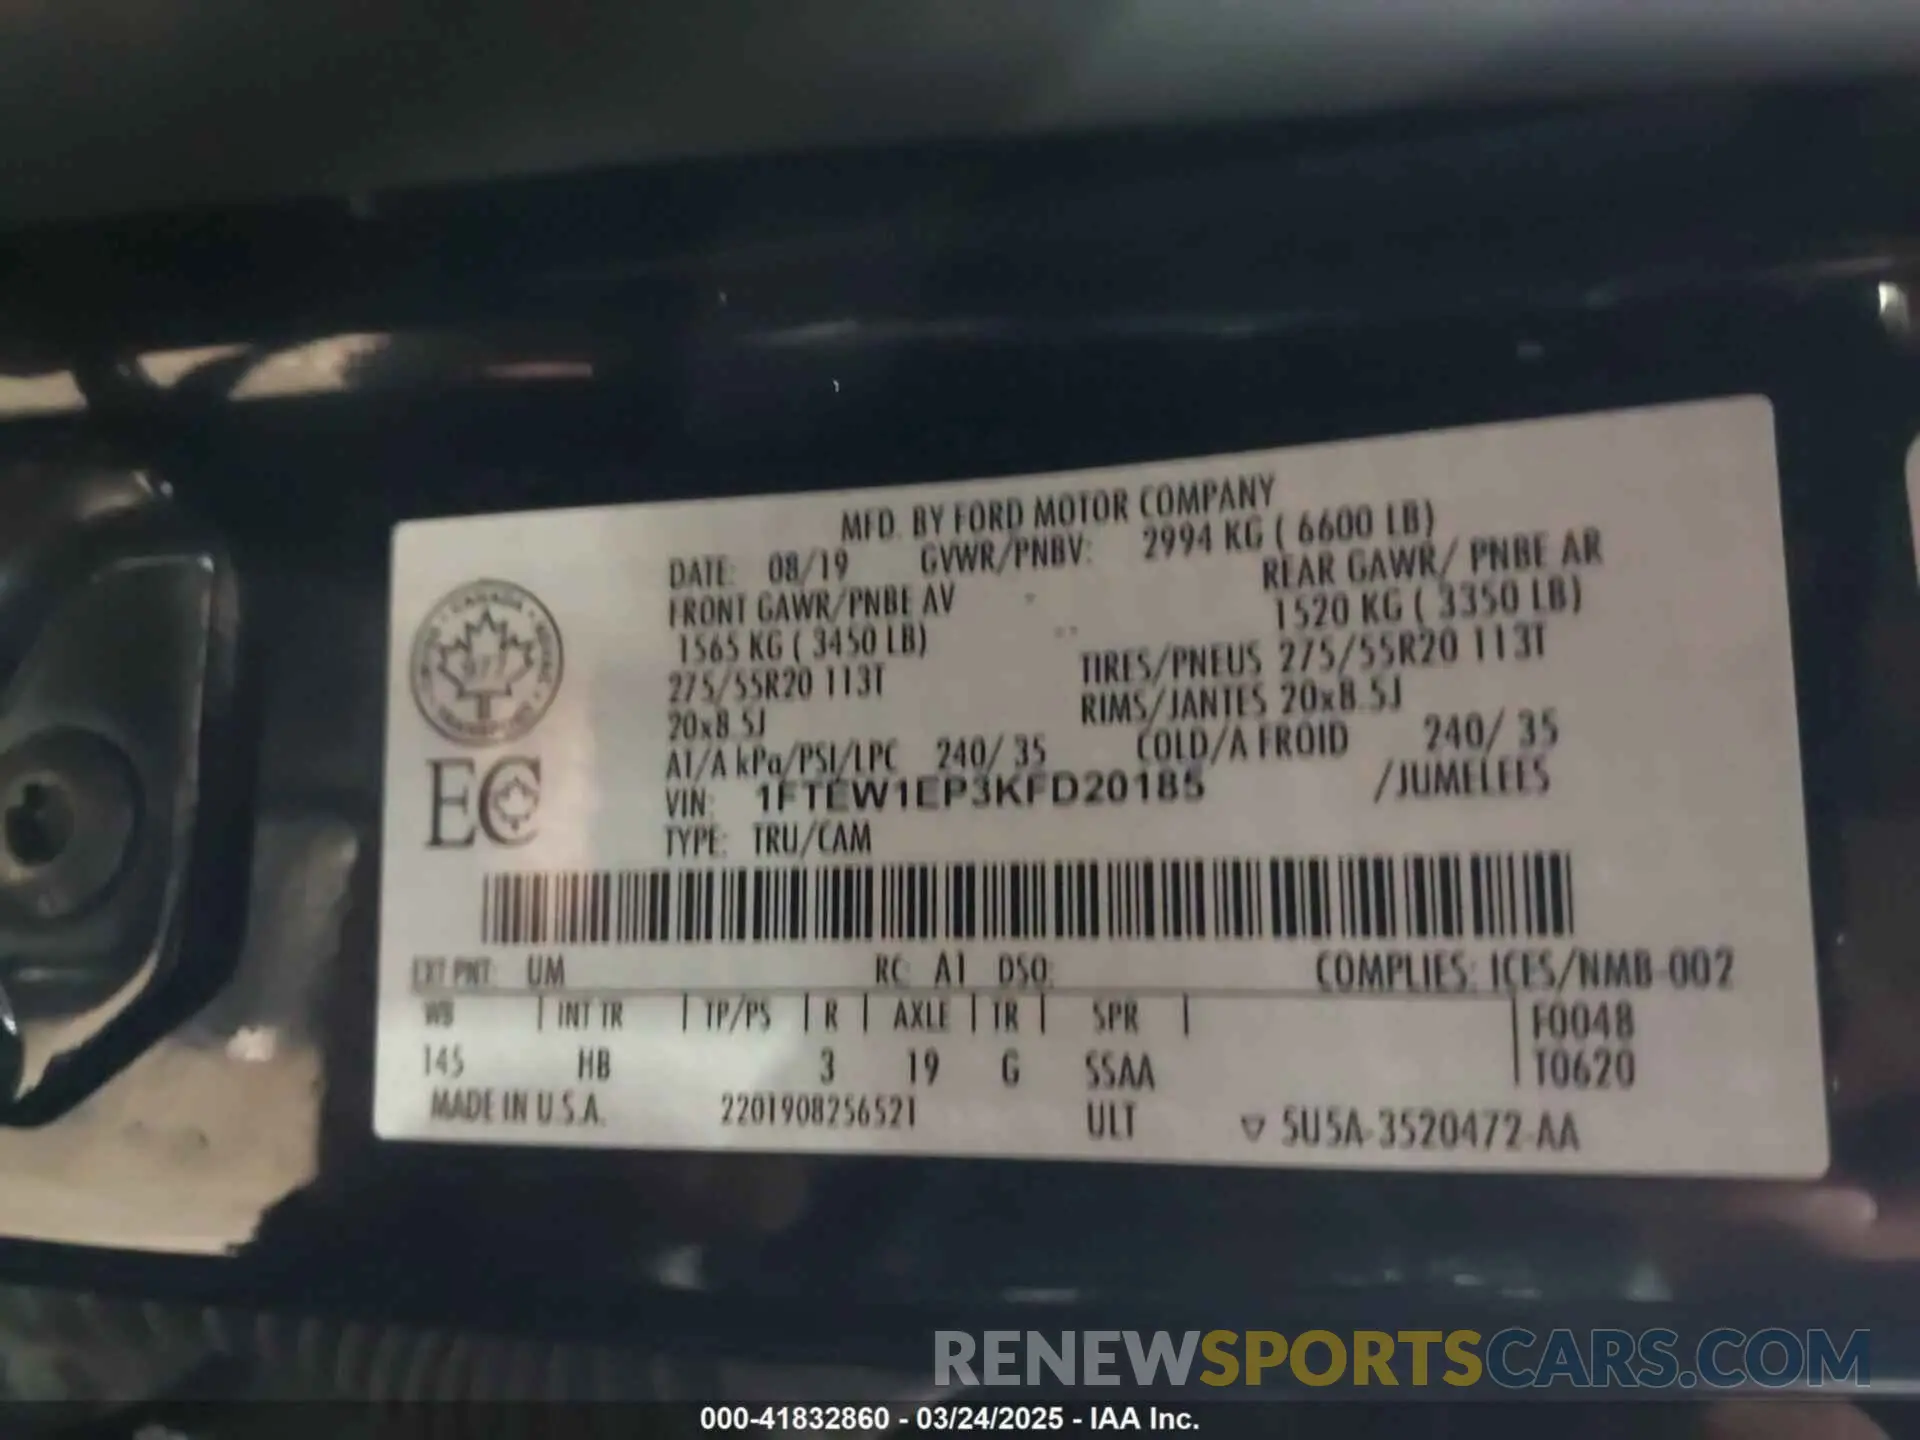 MFD. BY FORD MOTOR COMPANY
DATE: 08/19 GVWR/PNBV: 2994 KG ( 6600 LB)
FRONT GAWR/PNBE AV REAR GAWR/ PNBE AR
1565 KG ( 3450 LB) 1520 KG ( 3350 LB)
275/55R20 113T TIRES/PNEUS 275/55R20 113T
20x8.5J RIMS/JANTES 20x8.5J
AT/A kPa/PSI/LPC 240/ 35 COLD/A FROID 240/ 35
VIN: 1FTEW1EP3KFD20185 /JUMELEES
TYPE: TRU/CAM
CANADA
EC
EXT PNT: UM RC: A1 DSO: COMPLIES: ICES/NMB-002
WB | INT TR | TP/PS | R | AXLE | TR | SPR | F0048
145 HB 3 19 G SSAA T0620
MADE IN U.S.A. 2201908256521 ULT ▽ 5U5A-3520472-AA
RENEWSPORTSCARS.COM
000-41832860 - 03/24/2025 - IAA Inc.